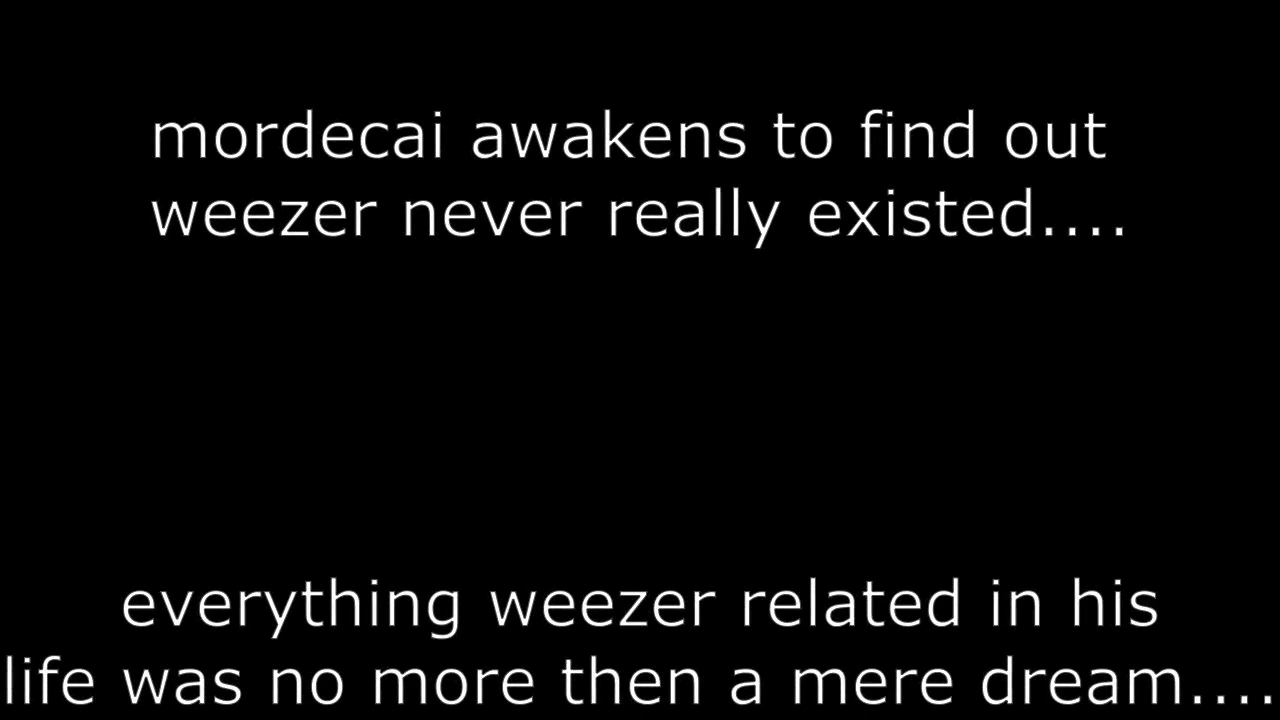 mordecai awakens to find out
weezer never really existed....
everything weezer related in his
life was no more then a mere dream....